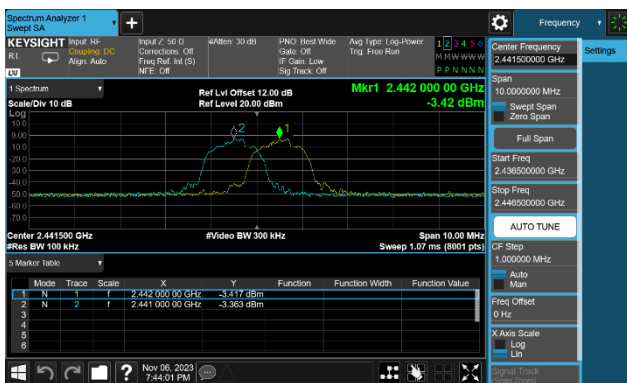 Spectrum Analyzer 1
Swept SA
+
Frequency
KEYSIGHT
Input: RF
Input Z: 50 Ω
#Atten: 30 dB
PNO: Best Wide
Avg Type: Log-Power
1 2 3 4 5 6
RL
Coupling: DC
Corrections: Off
Gate: Off
Trig: Free Run
M M W W W W
Align: Auto
Freq Ref: Int (S)
IF Gain: Low
NFE: Off
Sig Track: Off
P P N N N N
LXI
1 Spectrum
Ref Lvl Offset 12.00 dB
Mkr1 2.442 000 00 GHz
Scale/Div 10 dB
Ref Level 20.00 dBm
-3.42 dBm
Log
10.0
0.00
-10.0
-20.0
-30.0
-40.0
-50.0
-60.0
-70.0
2
1
Center 2.441500 GHz
#Video BW 300 kHz
Span 10.00 MHz
#Res BW 100 kHz
Sweep 1.07 ms (8001 pts)
5 Marker Table
Mode Trace Scale X Y Function Function Width Function Value
1 N 1 f 2.442 000 00 GHz -3.417 dBm
2 N 2 f 2.441 000 00 GHz -3.363 dBm
3
4
5
6
Nov 06, 2023
7:44:01 PM
?
Center Frequency
2.441500000 GHz
Settings
Span
10.0000000 MHz
Swept Span
Zero Span
Full Span
Start Freq
2.436500000 GHz
Stop Freq
2.446500000 GHz
AUTO TUNE
CF Step
1.000000 MHz
Auto
Man
Freq Offset
0 Hz
X Axis Scale
Log
Lin
Signal Track
(Span Zoom)